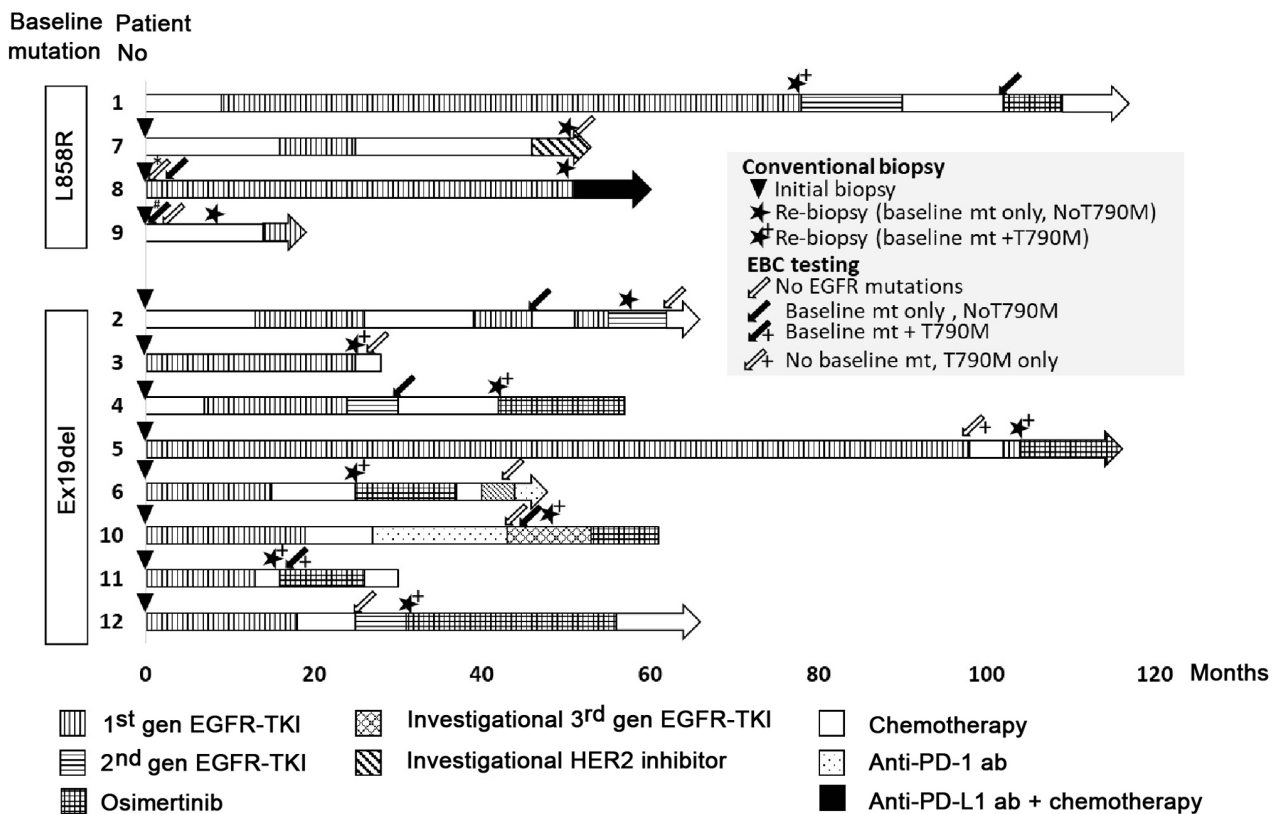 Baseline Patient
mutation No
L858R
1
7
8
9
*
#
+
Conventional biopsy
Initial biopsy
Re-biopsy (baseline mt only, NoT790M)
Re-biopsy (baseline mt +T790M)
EBC testing
No EGFR mutations
Baseline mt only , NoT790M
Baseline mt + T790M
No baseline mt, T790M only
Ex19del
2
3
4
5
6
10
11
12
0 20 40 60 80 100 120 Months
1st gen EGFR-TKI
2nd gen EGFR-TKI
Osimertinib
Investigational 3rd gen EGFR-TKI
Investigational HER2 inhibitor
Chemotherapy
Anti-PD-1 ab
Anti-PD-L1 ab + chemotherapy